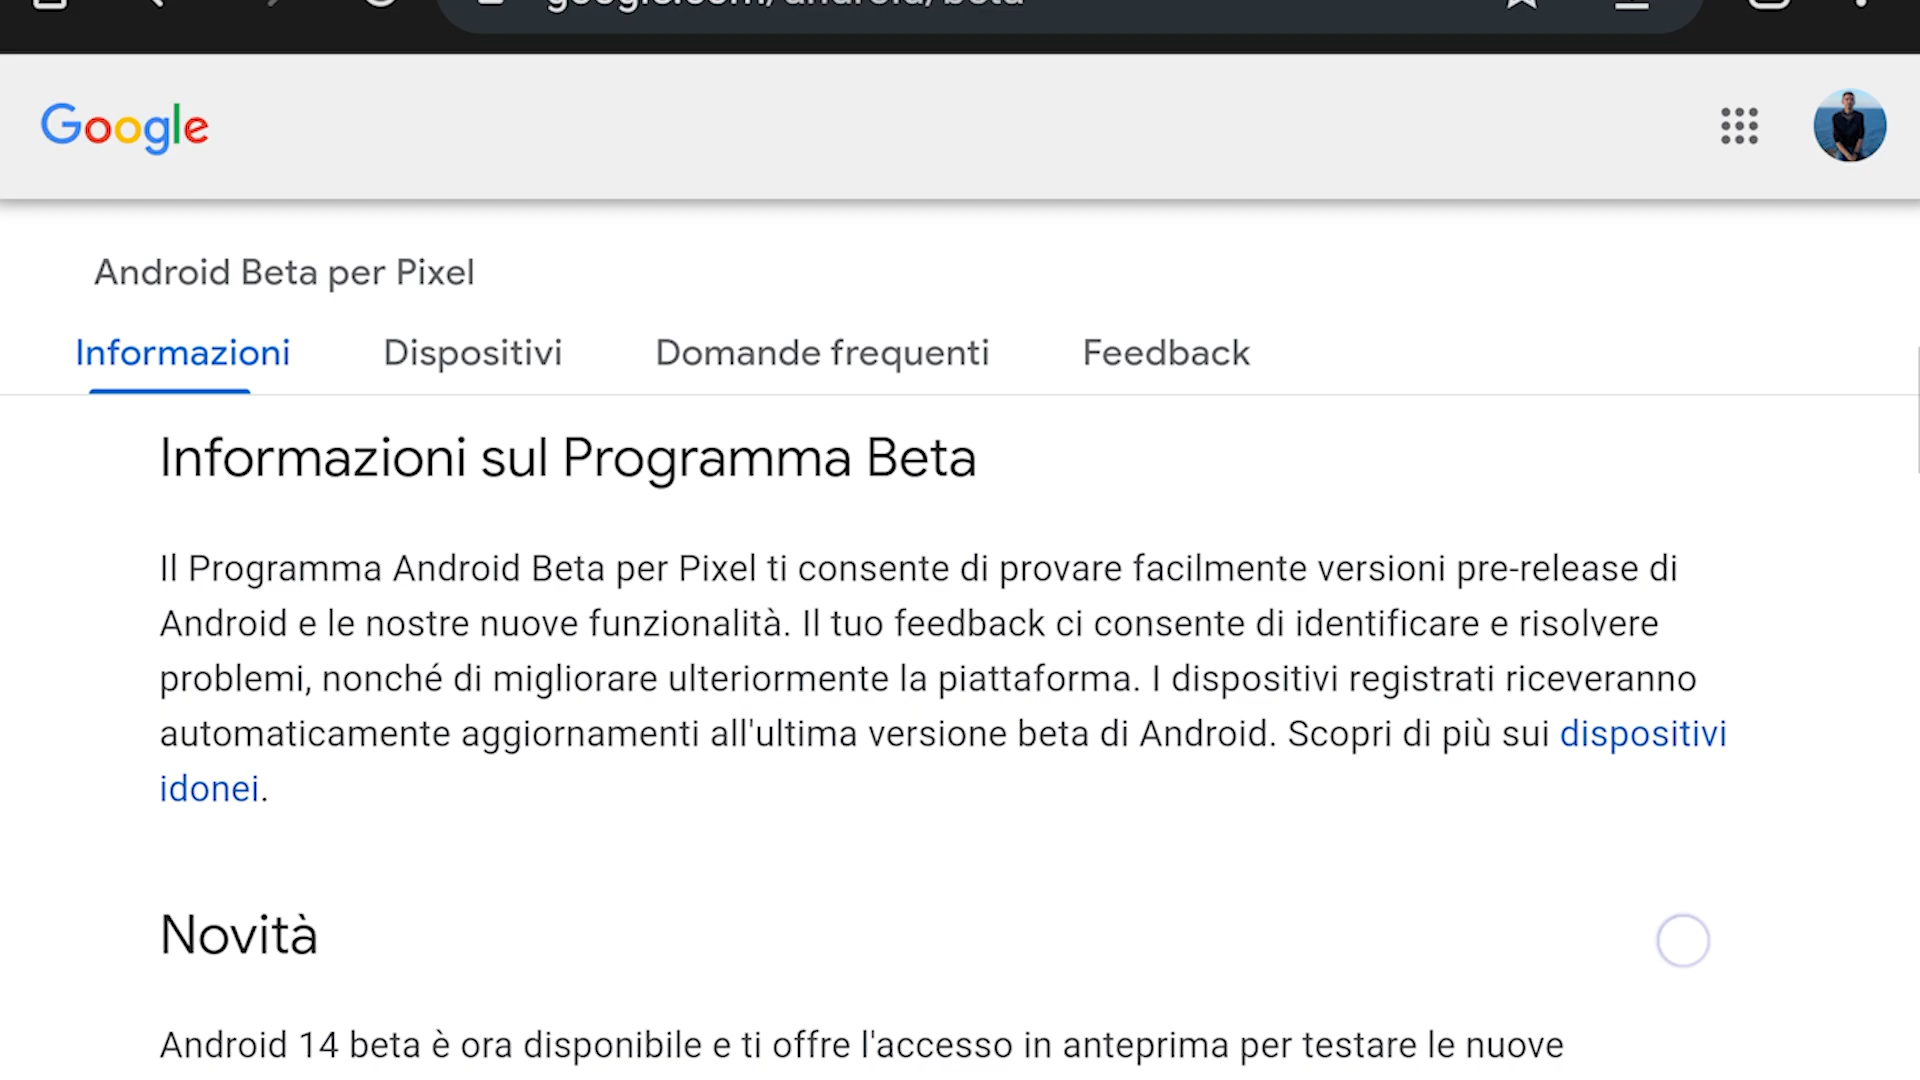 google.com/android/beta
Google
Android Beta per Pixel
Informazioni Dispositivi Domande frequenti Feedback
Informazioni sul Programma Beta
Il Programma Android Beta per Pixel ti consente di provare facilmente versioni pre-release di
Android e le nostre nuove funzionalità. Il tuo feedback ci consente di identificare e risolvere
problemi, nonché di migliorare ulteriormente la piattaforma. I dispositivi registrati riceveranno
automaticamente aggiornamenti all'ultima versione beta di Android. Scopri di più sui dispositivi
idonei.
Novità
Android 14 beta è ora disponibile e ti offre l'accesso in anteprima per testare le nuove